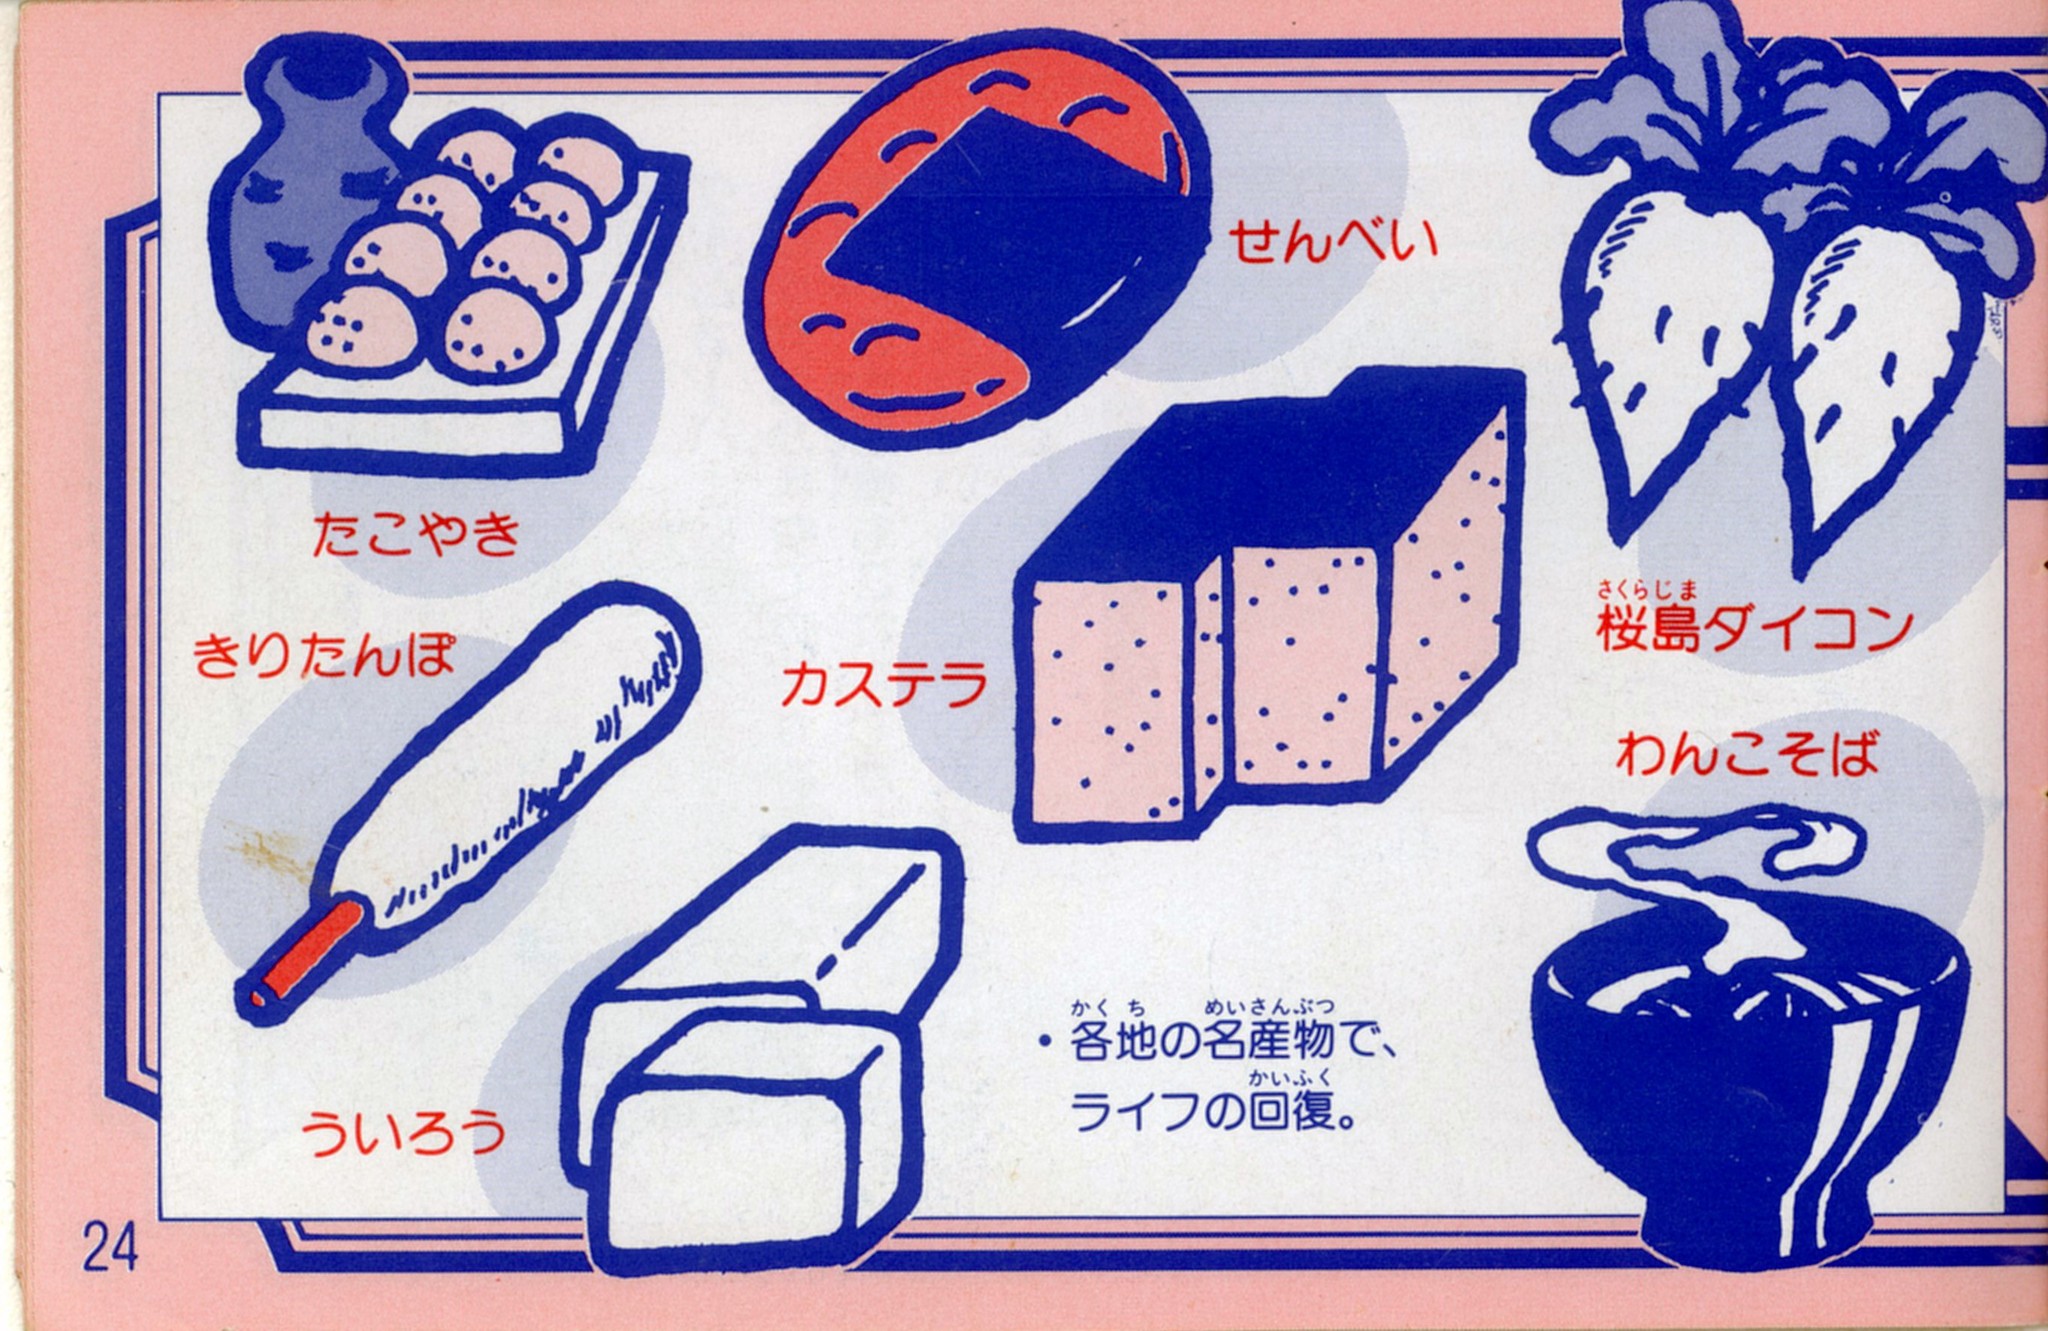 たこやき
せんべい
桜島ダイコン
さくらじま
きりたんぽ
カステラ
わんこそば
ういろう
かくち めいさんぶつ
・各地の名産物で、
かいふく
ライフの回復。
24